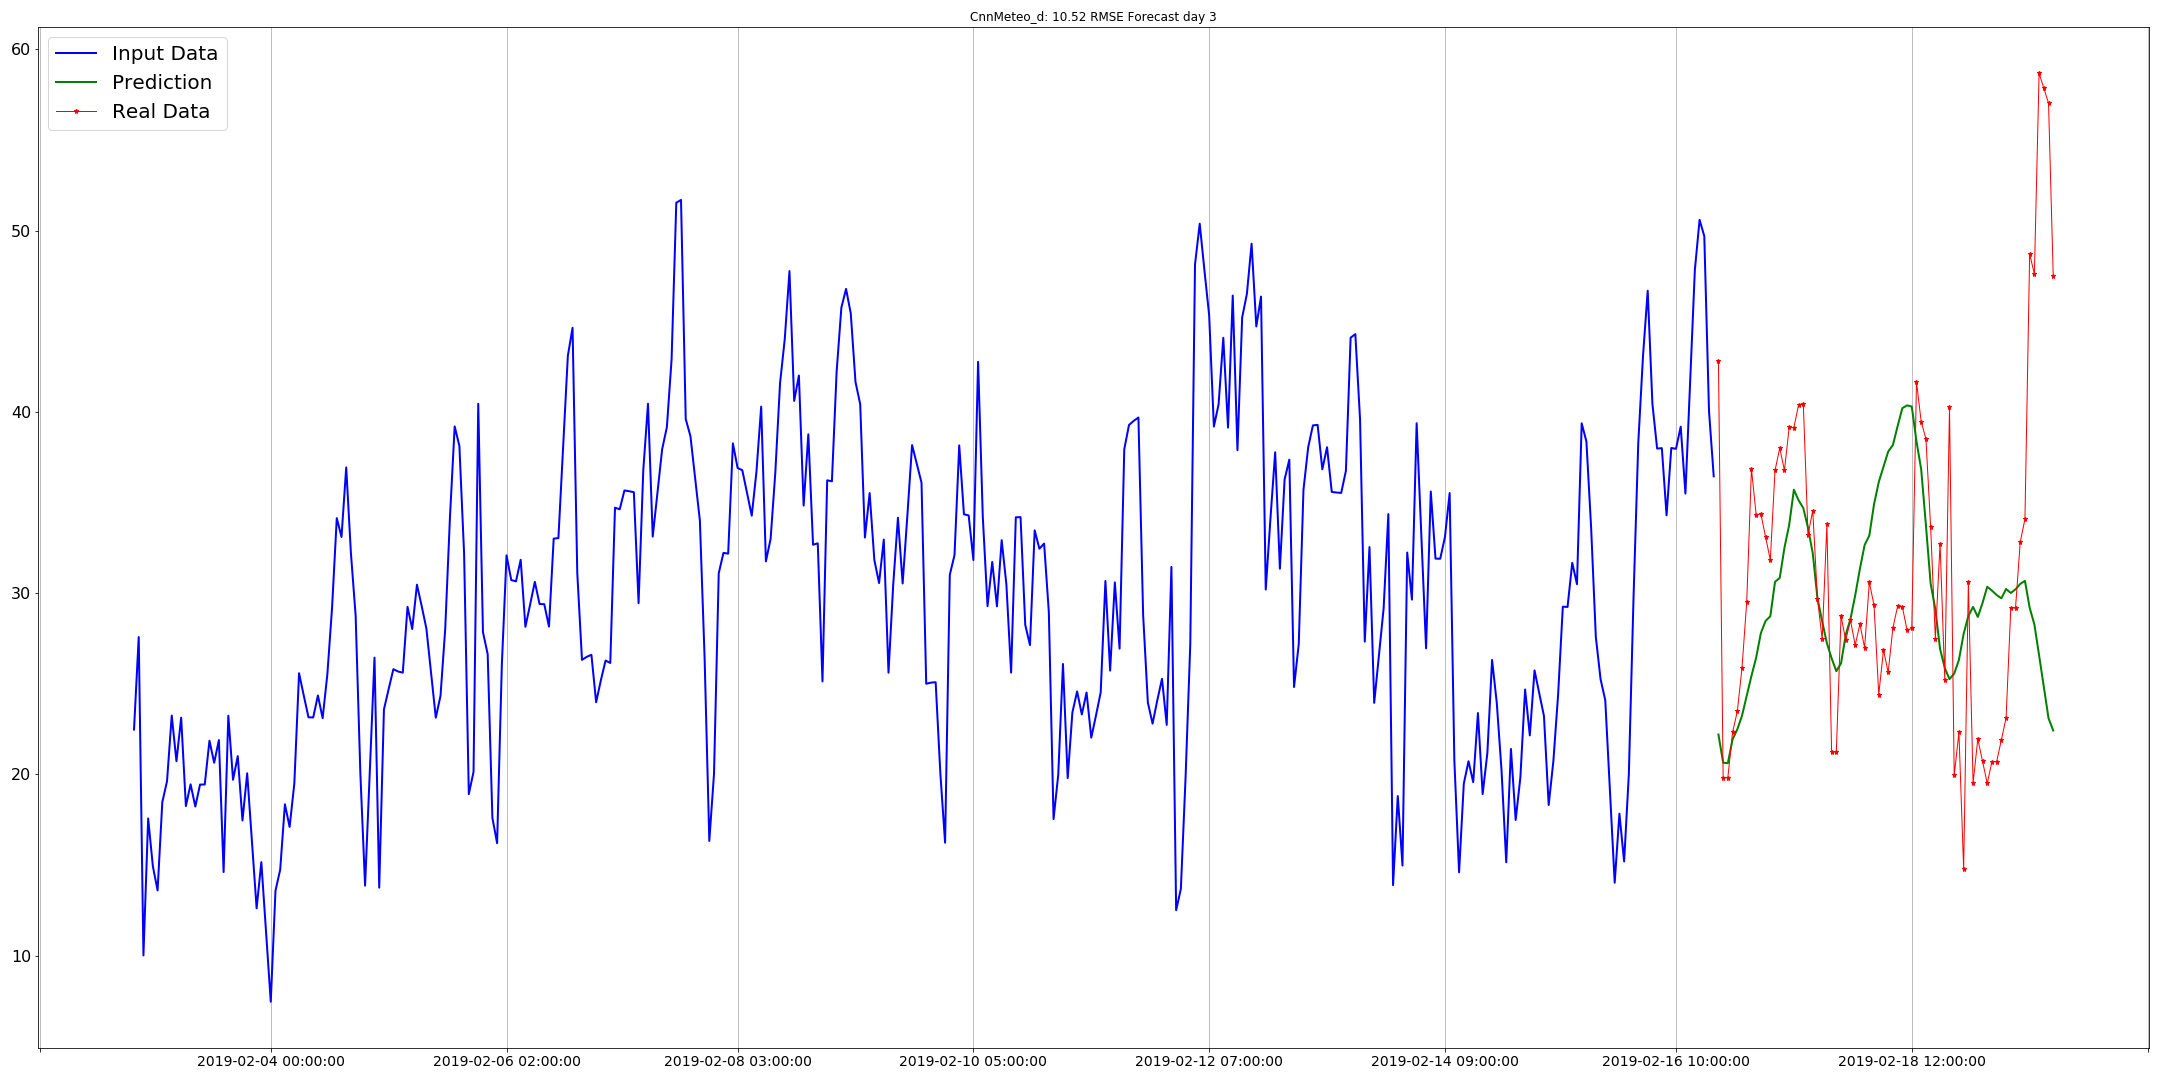 CnnMeteo_d: 10.52 RMSE Forecast day 3
Input Data
Prediction
Real Data
60
50
40
30
20
10
2019-02-04 00:00:00 2019-02-06 02:00:00 2019-02-08 03:00:00 2019-02-10 05:00:00 2019-02-12 07:00:00 2019-02-14 09:00:00 2019-02-16 10:00:00 2019-02-18 12:00:00